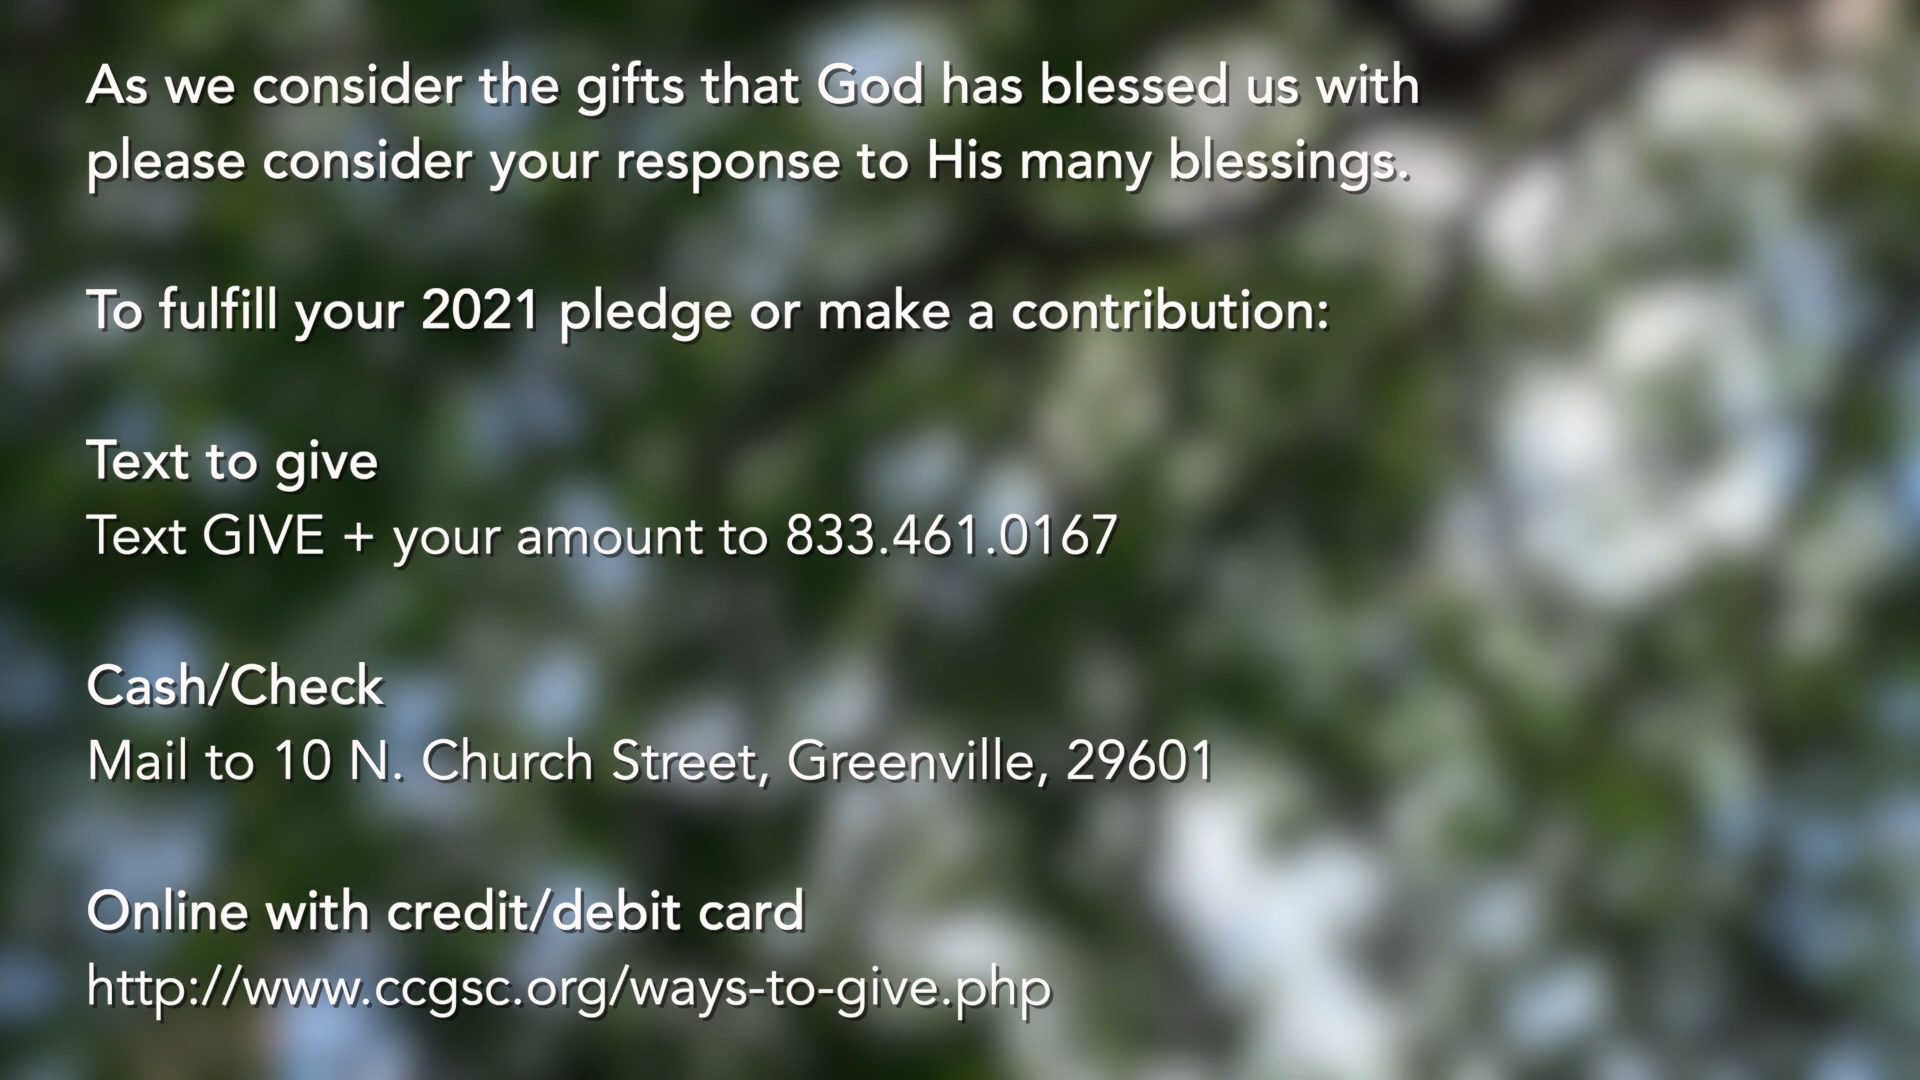 As we consider the gifts that God has blessed us with
please consider your response to His many blessings.
To fulfill your 2021 pledge or make a contribution:
Text to give
Text GIVE + your amount to 833.461.0167
Cash/Check
Mail to 10 N. Church Street, Greenville, 29601
Online with credit/debit card
http://www.ccgsc.org/ways-to-give.php